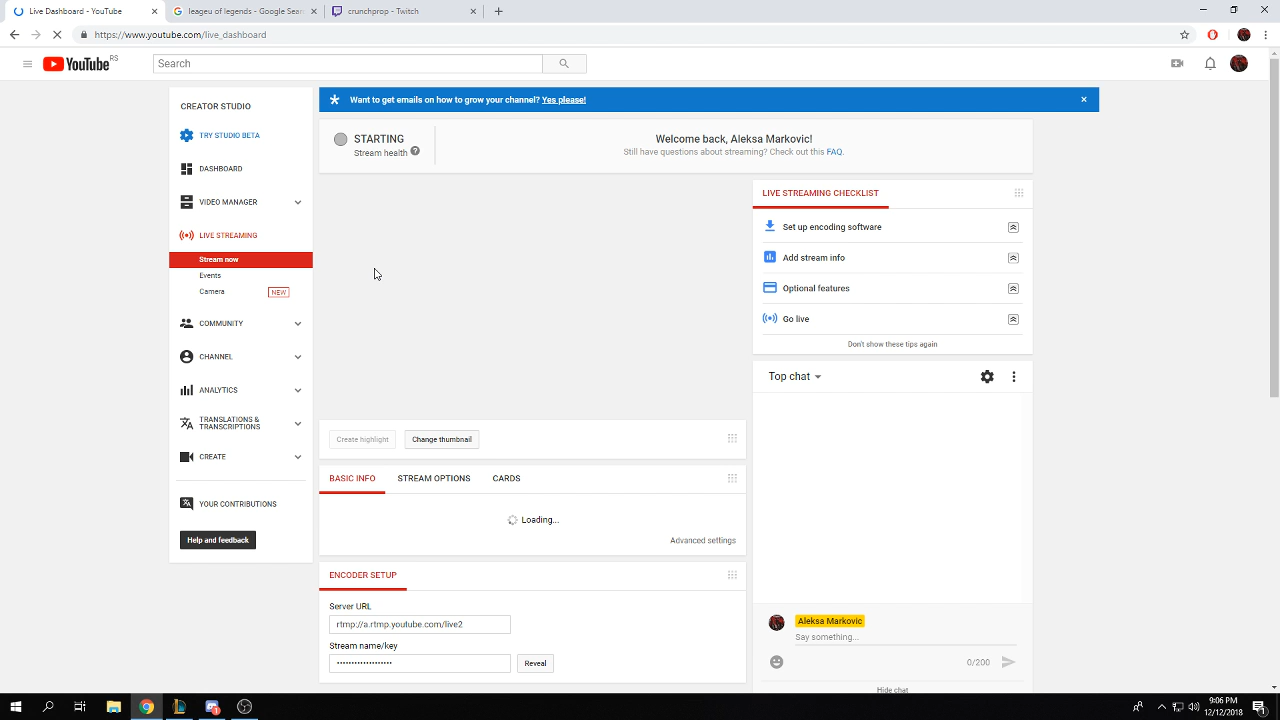 Live Dashboard - YouTube
leageu of legends - Google Sear
crunchprop - Twitch
https://www.youtube.com/live_dashboard
YouTube RS
Search
CREATOR STUDIO
TRY STUDIO BETA
DASHBOARD
VIDEO MANAGER
LIVE STREAMING
Stream now
Events
Camera NEW
COMMUNITY
CHANNEL
ANALYTICS
TRANSLATIONS &
TRANSCRIPTIONS
CREATE
YOUR CONTRIBUTIONS
Help and feedback
Want to get emails on how to grow your channel? Yes please!
STARTING
Stream health ?
Welcome back, Aleksa Markovic!
Still have questions about streaming? Check out this FAQ.
Create highlight Change thumbnail
BASIC INFO STREAM OPTIONS CARDS
Loading...
Advanced settings
ENCODER SETUP
Server URL
rtmp://a.rtmp.youtube.com/live2
Stream name/key
Reveal
LIVE STREAMING CHECKLIST
Set up encoding software
Add stream info
Optional features
Go live
Don't show these tips again
Top chat
Aleksa Markovic
Say something...
0/200
Hide chat
9:06 PM
12/12/2018